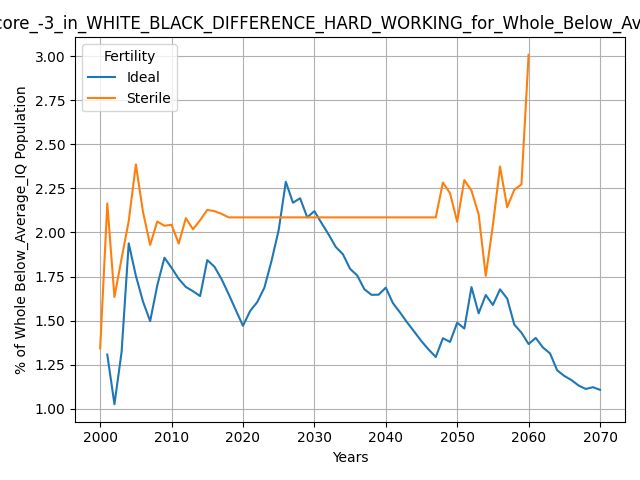 core_-3_in_WHITE_BLACK_DIFFERENCE_HARD_WORKING_for_Whole_Below_Av
Fertility
Ideal
Sterile
% of Whole Below_Average_IQ Population
3.00
2.75
2.50
2.25
2.00
1.75
1.50
1.25
1.00
2000 2010 2020 2030 2040 2050 2060 2070
Years